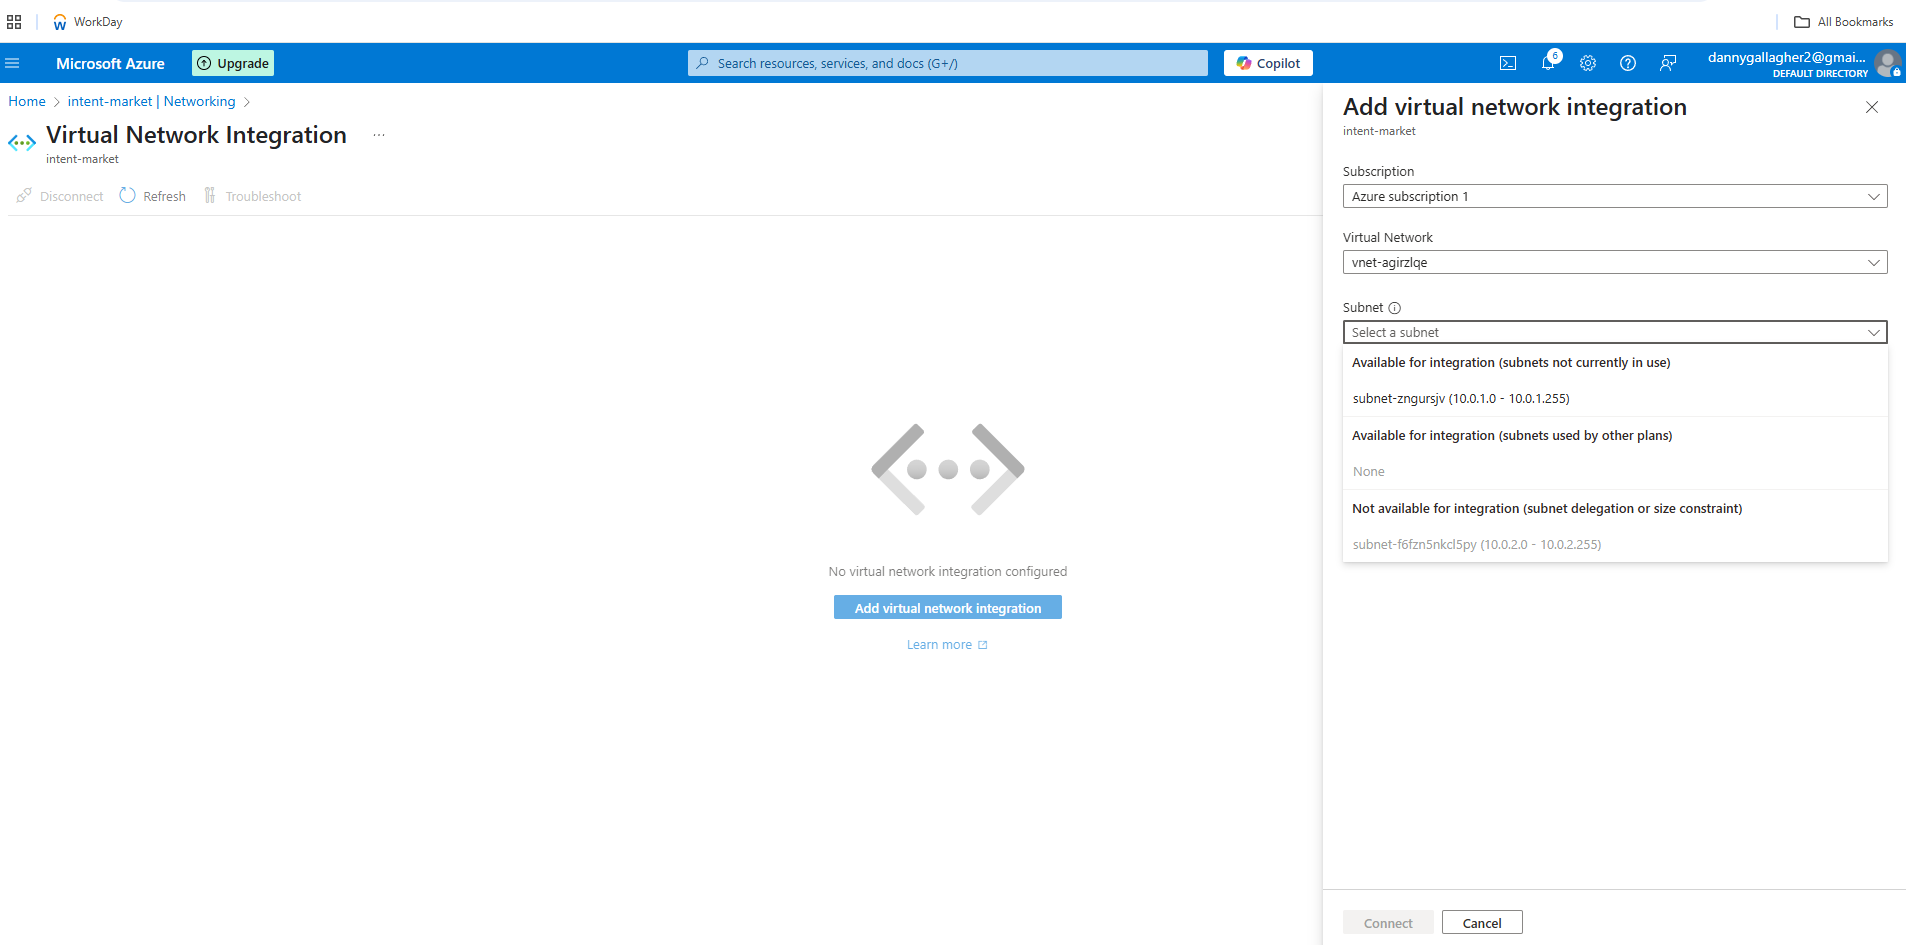 WorkDay
All Bookmarks
Microsoft Azure
Upgrade
Search resources, services, and docs (G+/)
Copilot
6
dannygallagher2@gmai...
DEFAULT DIRECTORY
Home > intent-market | Networking >
Virtual Network Integration ...
intent-market
Disconnect Refresh Troubleshoot
No virtual network integration configured
Add virtual network integration
Learn more
Add virtual network integration
intent-market
Subscription
Azure subscription 1
Virtual Network
vnet-agirzlqe
Subnet
Select a subnet
Available for integration (subnets not currently in use)
subnet-zngursjv (10.0.1.0 - 10.0.1.255)
Available for integration (subnets used by other plans)
None
Not available for integration (subnet delegation or size constraint)
subnet-f6fzn5nkcl5py (10.0.2.0 - 10.0.2.255)
Connect
Cancel